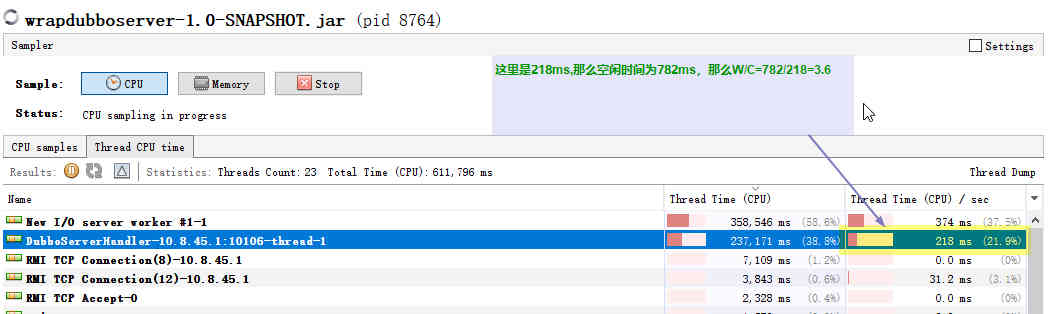 wrapdubboserver-1.0-SNAPSHOT.jar (pid 8764)
Sampler
Settings
这里是218ms,那么空闲时间为782ms，那么W/C=782/218=3.6
Sample: CPU Memory Stop
Status: CPU sampling in progress
CPU samples Thread CPU time
Results: Statistics: Threads Count: 23 Total Time (CPU): 611,796 ms Thread Dump
Name Thread Time (CPU) Thread Time (CPU) / sec
New I/O server worker #1-1 358,546 ms (58.6%) 374 ms (37.5%)
DubboServerHandler-10.8.45.1:10106-thread-1 237,171 ms (38.8%) 218 ms (21.9%)
RMI TCP Connection(8)-10.8.45.1 7,109 ms (1.2%) 0.0 ms (0%)
RMI TCP Connection(12)-10.8.45.1 3,843 ms (0.6%) 31.2 ms (3.1%)
RMI TCP Accept-0 2,328 ms (0.4%) 0.0 ms (0%)